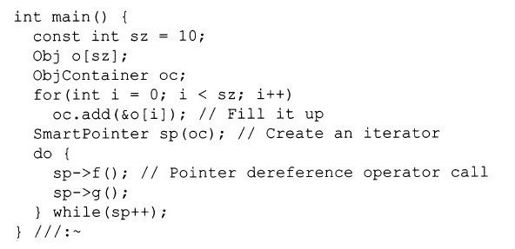 int main() {
  const int sz = 10;
  Obj o[sz];
  ObjContainer oc;
  for(int i = 0; i < sz; i++)
    oc.add(&o[i]); // Fill it up
  SmartPointer sp(oc); // Create an iterator
  do {
    sp->f(); // Pointer dereference operator call
    sp->g();
  } while(sp++);
} ///:~